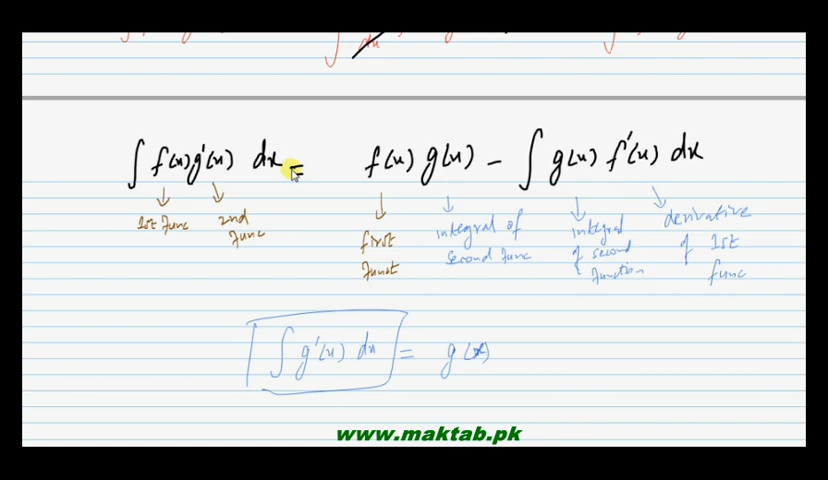 ∫ f(x) g'(x) dx = f(x) g(x) − ∫ g(x) f'(x) dx
1st func
2nd
func
first
funct
integral of
second func
integral
of second
function
derivative
of 1st
func
∫ g'(x) dx = g(x)
www.maktab.pk